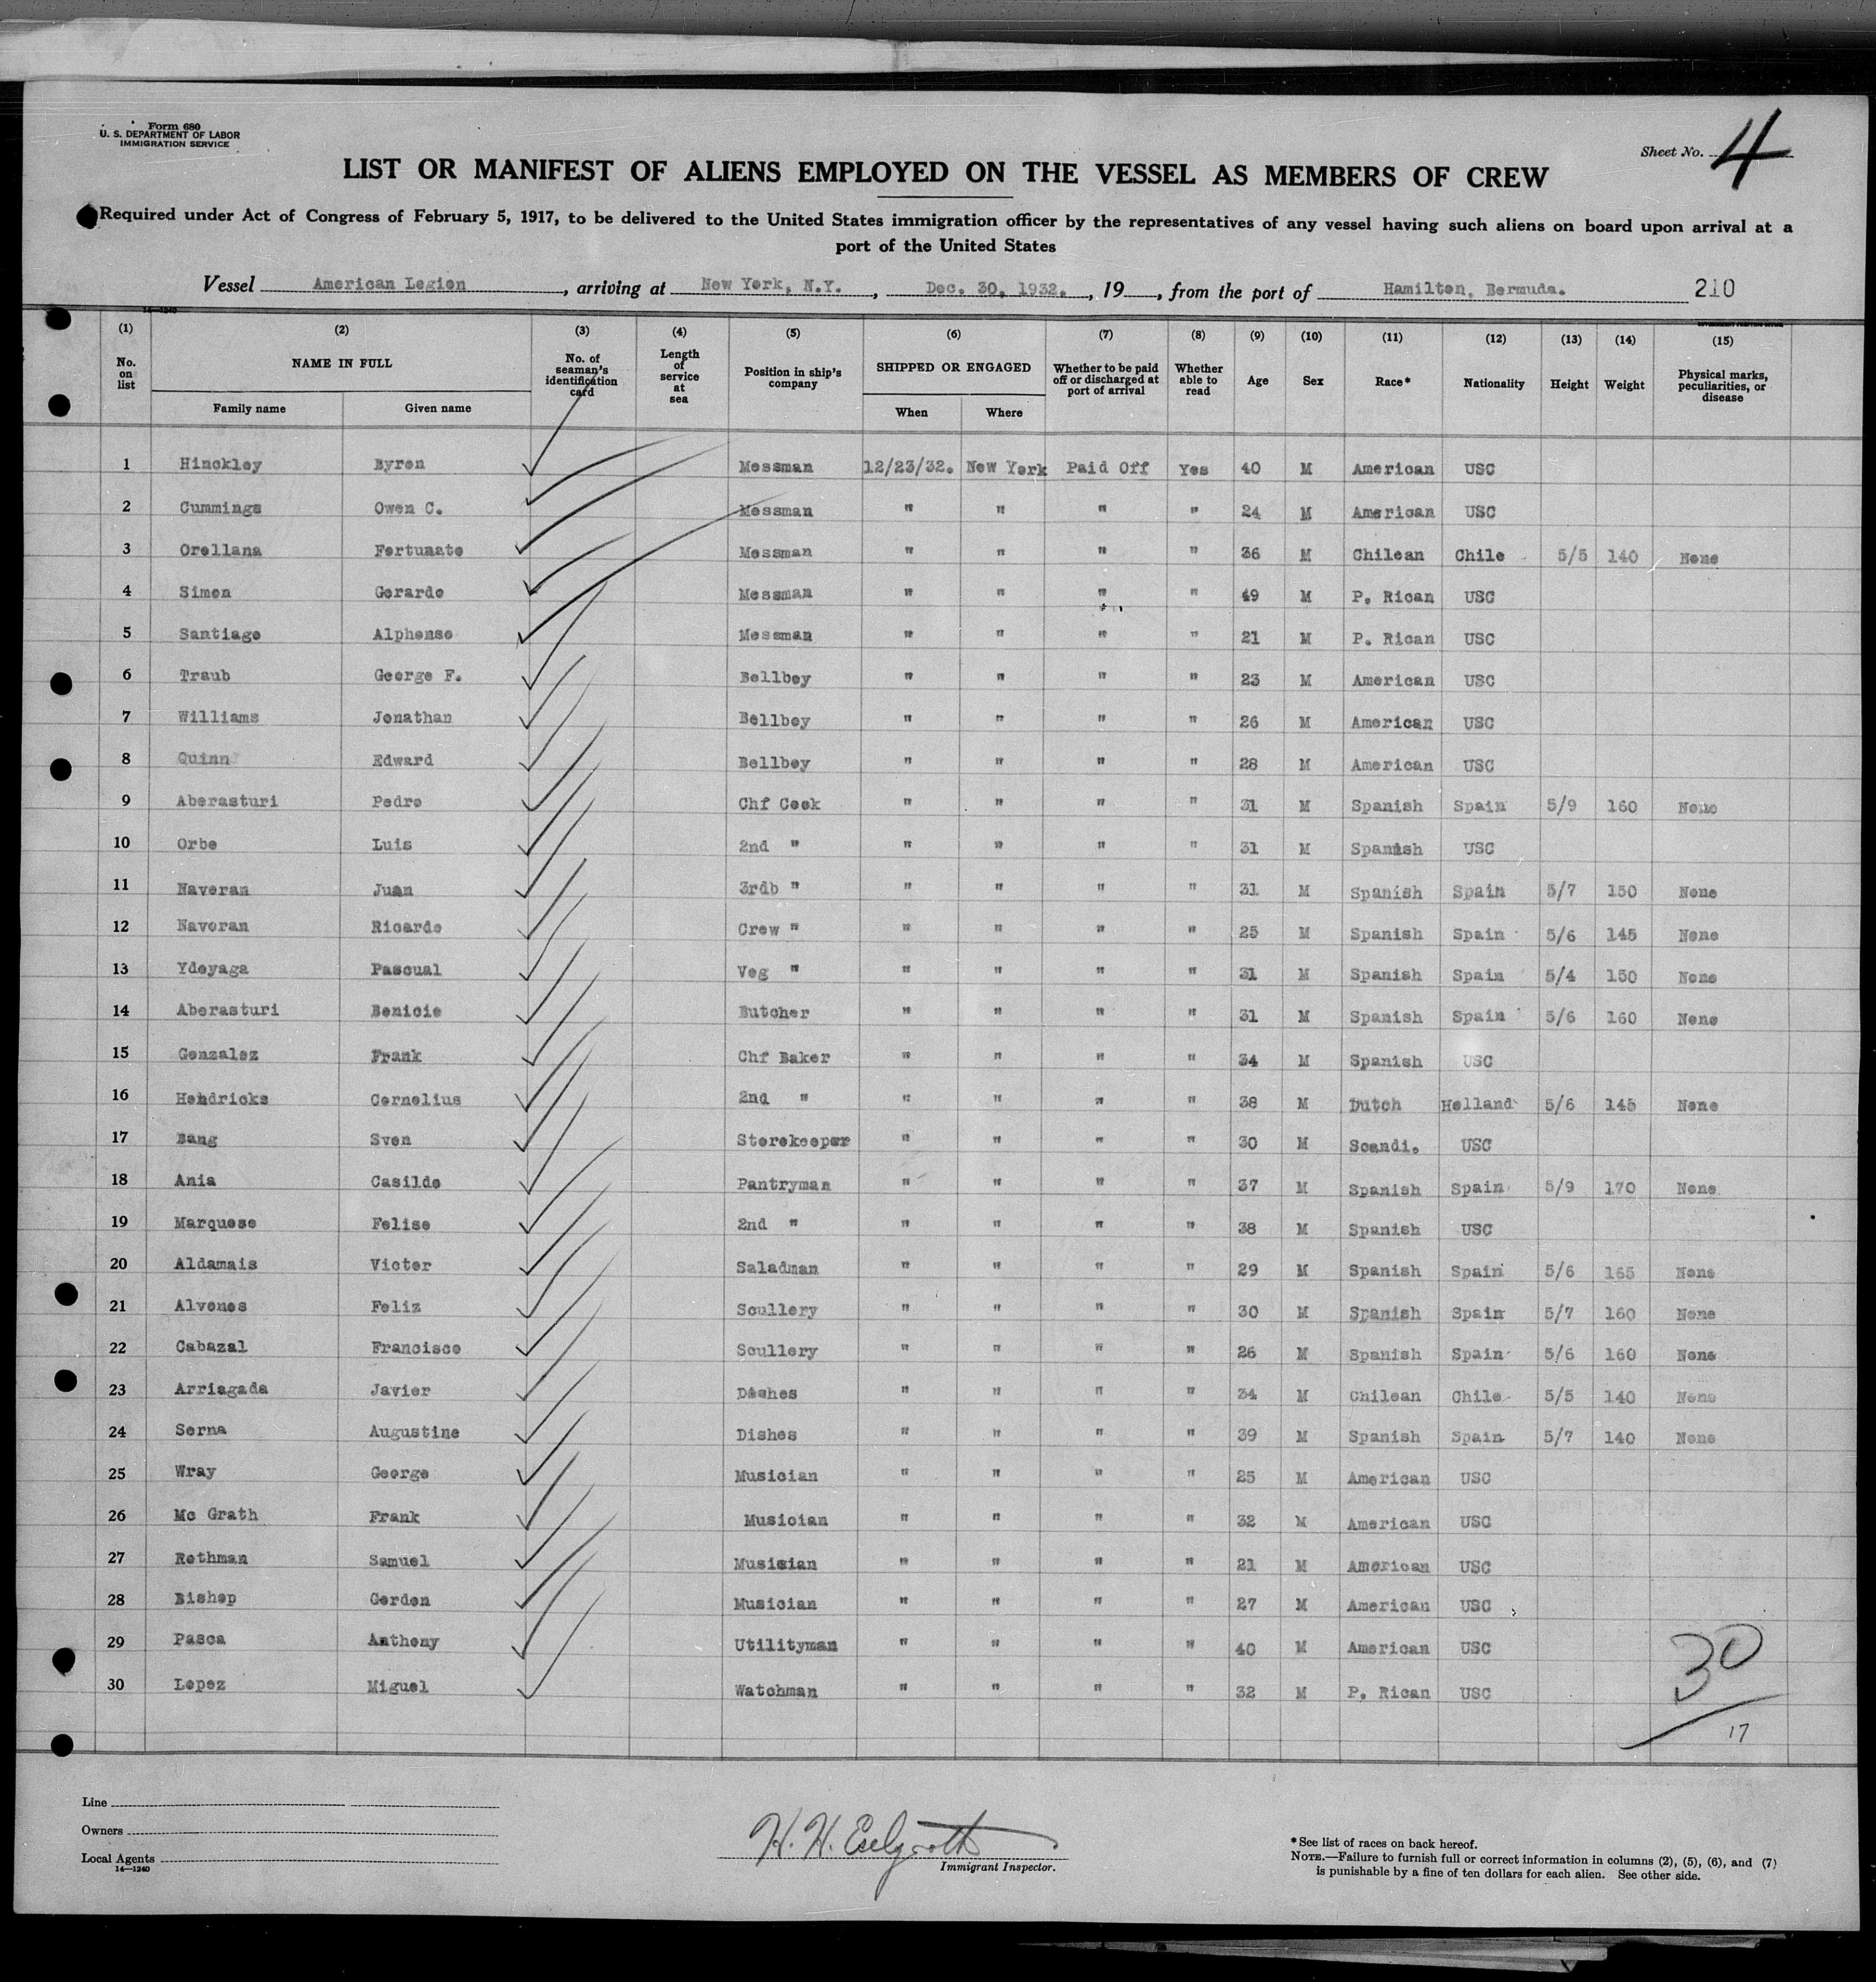 Form 680
U. S. DEPARTMENT OF LABOR
IMMIGRATION SERVICE
Sheet No. 4
LIST OR MANIFEST OF ALIENS EMPLOYED ON THE VESSEL AS MEMBERS OF CREW
Required under Act of Congress of February 5, 1917, to be delivered to the United States immigration officer by the representatives of any vessel having such aliens on board upon arrival at a
port of the United States
Vessel American Legion, arriving at New York, N.Y., Dec. 30, 1932., 19, from the port of Hamilton, Bermuda. 210
14—1240
(1) (2) (3) (4) (5) (6) (7) (8) (9) (10) (11) (12) (13) (14) (15)
No. on list NAME IN FULL Family name Given name No. of seaman's identification card Length of service at sea Position in ship's company SHIPPED OR ENGAGED When Where Whether to be paid off or discharged at port of arrival Whether able to read Age Sex Race* Nationality Height Weight Physical marks, peculiarities, or disease
1 Hinckley Byron Messman 12/23/32. New York Paid Off Yes 40 M American USC
2 Cummings Owen C. Messman " " " " 24 M American USC
3 Orellana Fortunato Messman " " " " 36 M Chilean Chile 5/5 140 None
4 Simon Gerardo Messman " " " " 49 M P. Rican USC
5 Santiago Alphonso Messman " " " " 21 M P. Rican USC
6 Traub George F. Bellboy " " " " 23 M American USC
7 Williams Jonathan Bellboy " " " " 26 M American USC
8 Quinn Edward Bellboy " " " " 28 M American USC
9 Aberasturi Pedro Chf Cook " " " " 31 M Spanish Spain 5/9 160 None
10 Orbe Luis 2nd " " " " " 31 M Spanish USC
11 Naveran Juan 3rdb " " " " " 31 M Spanish Spain 5/7 150 None
12 Naveran Ricardo Crew " " " " " 25 M Spanish Spain 5/6 145 None
13 Ydoyaga Pascual Veg " " " " " 31 M Spanish Spain 5/4 150 None
14 Aberasturi Benicio Butcher " " " " 31 M Spanish Spain 5/6 160 None
15 Gonzalez Frank Chf Baker " " " " 34 M Spanish USC
16 Hendricks Cornelius 2nd " " " " " 38 M Dutch Holland 5/6 145 None
17 Bang Sven Storekeeper " " " " 30 M Scandi. USC
18 Ania Casildo Pantryman " " " " 37 M Spanish Spain 5/9 170 None
19 Marquese Felise 2nd " " " " " 38 M Spanish USC
20 Aldamais Victor Saladman " " " " 29 M Spanish Spain 5/6 165 None
21 Alvones Feliz Scullery " " " " 30 M Spanish Spain 5/7 160 None
22 Cabazal Francisco Scullery " " " " 26 M Spanish Spain 5/6 160 None
23 Arriagada Javier Dishes " " " " 34 M Chilean Chile 5/5 140 None
24 Serna Augustine Dishes " " " " 39 M Spanish Spain 5/7 140 None
25 Wray George Musician " " " " 25 M American USC
26 Mc Grath Frank Musician " " " " 32 M American USC
27 Rothman Samuel Musician " " " " 21 M American USC
28 Bishop Gordon Musician " " " " 27 M American USC
29 Pasca Anthony Utilityman " " " " 40 M American USC
30 Lopez Miguel Watchman " " " " 32 M P. Rican USC
30
17
Line
Owners
Local Agents
14—1240
H. H.
Immigrant Inspector.
*See list of races on back hereof.
NOTE.—Failure to furnish full or correct information in columns (2), (5), (6), and (7)
is punishable by a fine of ten dollars for each alien. See other side.